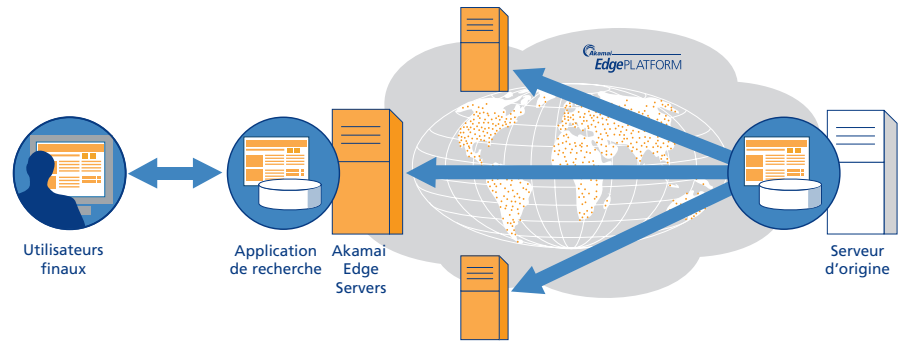 Akamai
EdgePLATFORM
Utilisateurs
finaux
Application
de recherche
Akamai
Edge
Servers
Serveur
d'origine